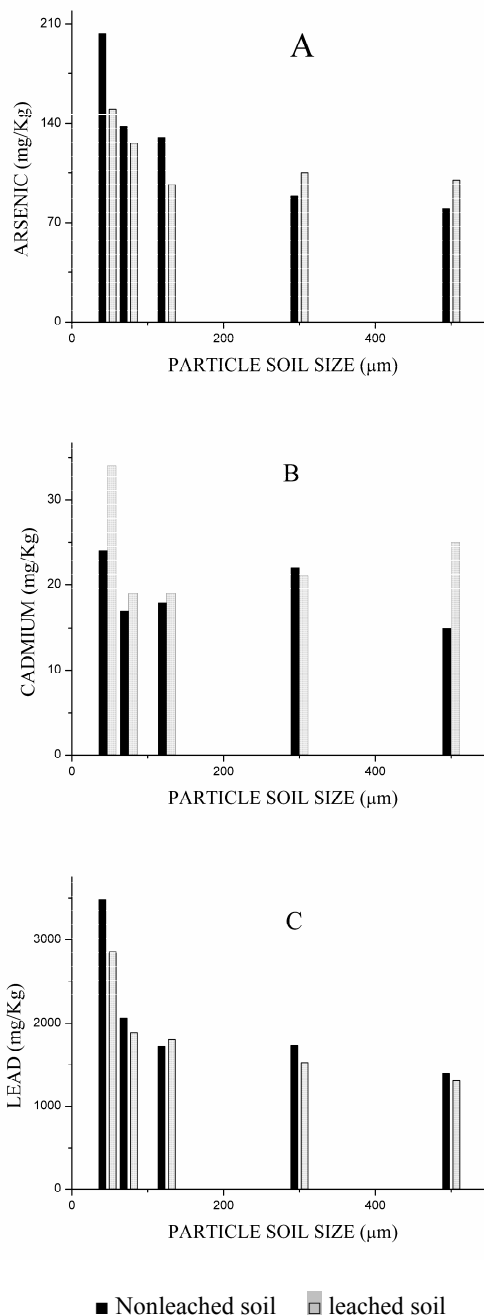 A
ARSENIC (mg/Kg)
210
140
70
0
0 200 400
PARTICLE SOIL SIZE (μm)
B
CADMIUM (mg/Kg)
30
20
10
0
0 200 400
PARTICLE SOIL SIZE (μm)
C
LEAD (mg/Kg)
3000
2000
1000
0
0 200 400
PARTICLE SOIL SIZE (μm)
Nonleached soil leached soil